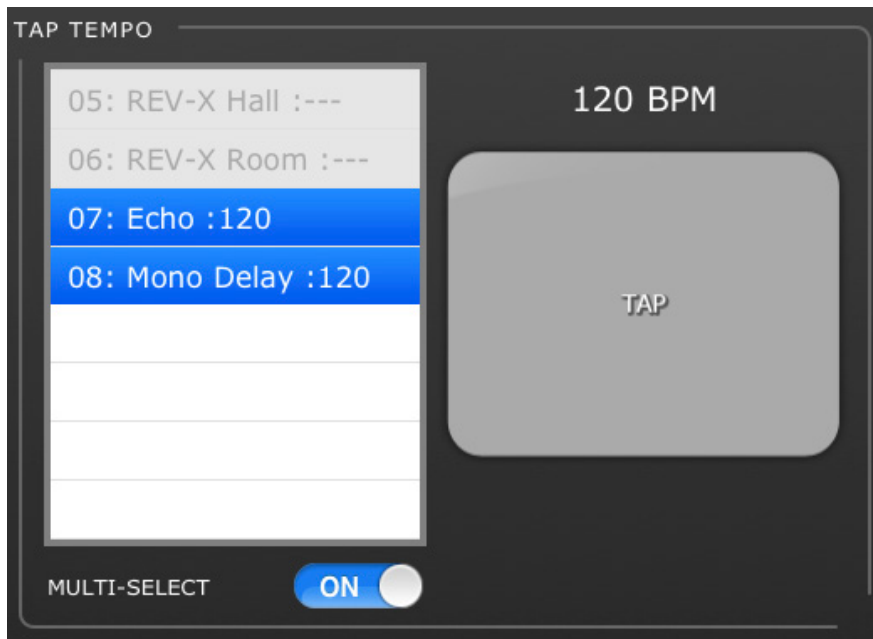 TAP TEMPO
05: REV-X Hall :---
06: REV-X Room :---
07: Echo :120
08: Mono Delay :120
120 BPM
TAP
MULTI-SELECT
ON